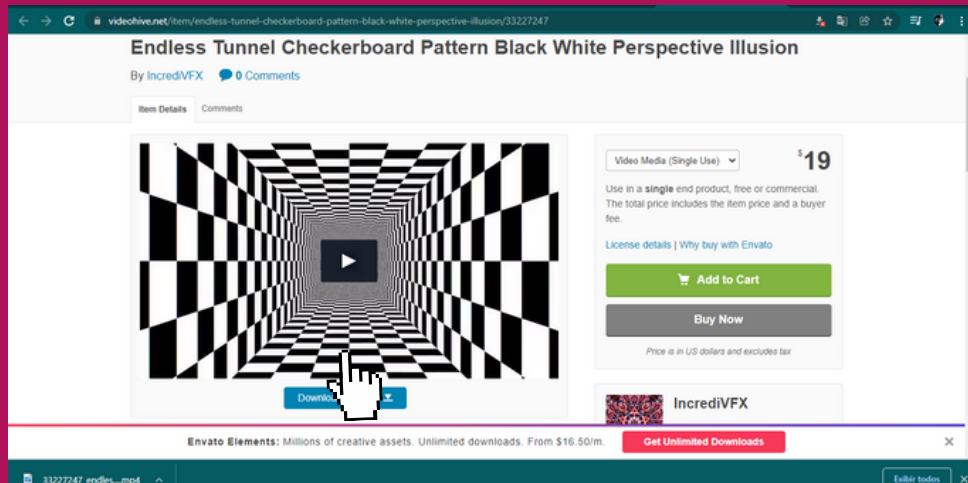 videohive.net/item/endless-tunnel-checkerboard-pattern-black-white-perspective-illusion/33227247
Endless Tunnel Checkerboard Pattern Black White Perspective Illusion
By IncrediVFX 0 Comments
Item Details Comments
Video Media (Single Use) $19
Use in a single end product, free or commercial.
The total price includes the item price and a buyer
fee.
License details | Why buy with Envato
Add to Cart
Buy Now
Price is in US dollars and excludes tax
IncrediVFX
Envato Elements: Millions of creative assets. Unlimited downloads. From $16.50/m. Get Unlimited Downloads
33227247_endles....mp4 Exibir todos